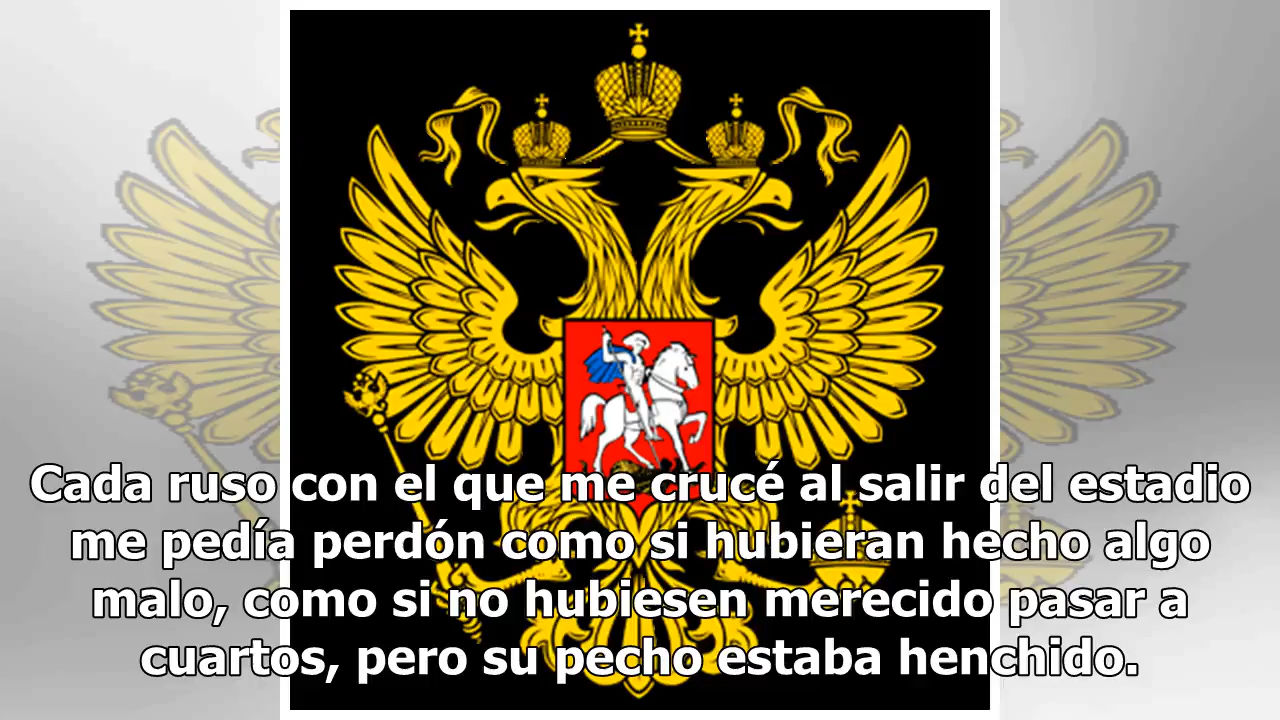 Cada ruso con el que me crucé al salir del estadio
me pedía perdón como si hubieran hecho algo
malo, como si no hubiesen merecido pasar a
cuartos, pero su pecho estaba henchido.